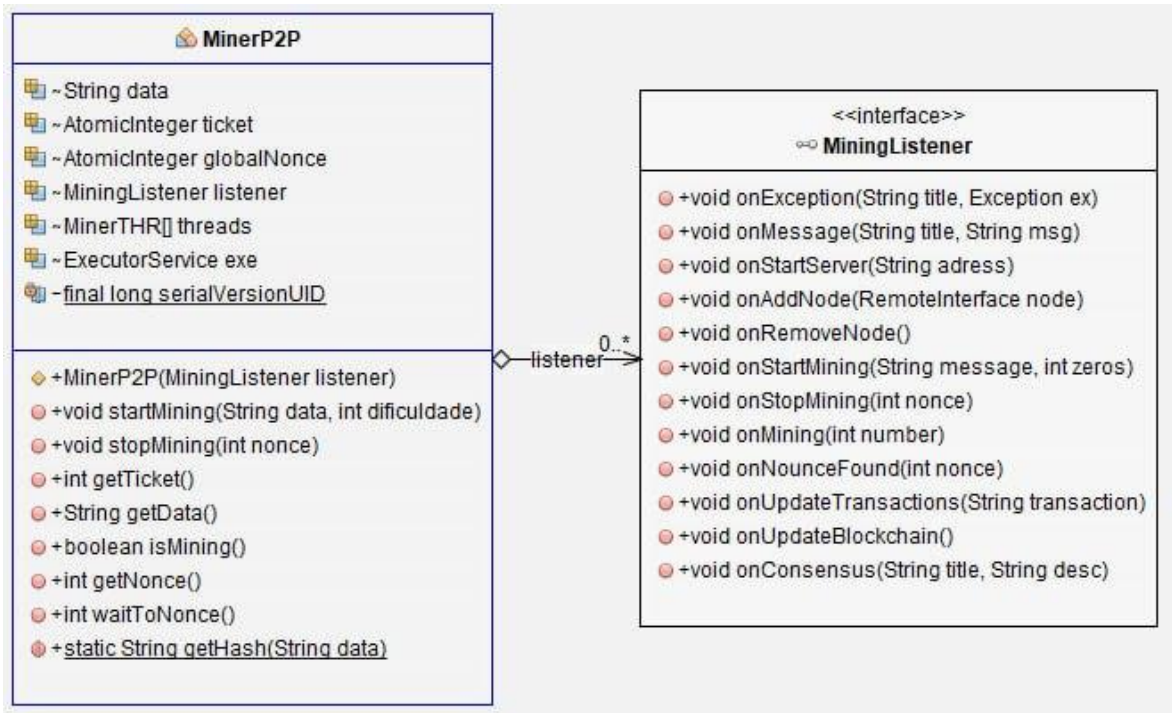 MinerP2P
~String data
~AtomicInteger ticket
~AtomicInteger globalNonce
~MiningListener listener
~MinerTHR[] threads
~ExecutorService exe
-final long serialVersionUID
+MinerP2P(MiningListener listener)
+void startMining(String data, int dificuldade)
+void stopMining(int nonce)
+int getTicket()
+String getData()
+boolean isMining()
+int getNonce()
+int waitToNonce()
+static String getHash(String data)
listener
0..*
<<interface>>
MiningListener
+void onException(String title, Exception ex)
+void onMessage(String title, String msg)
+void onStartServer(String adress)
+void onAddNode(RemoteInterface node)
+void onRemoveNode()
+void onStartMining(String message, int zeros)
+void onStopMining(int nonce)
+void onMining(int number)
+void onNounceFound(int nonce)
+void onUpdateTransactions(String transaction)
+void onUpdateBlockchain()
+void onConsensus(String title, String desc)